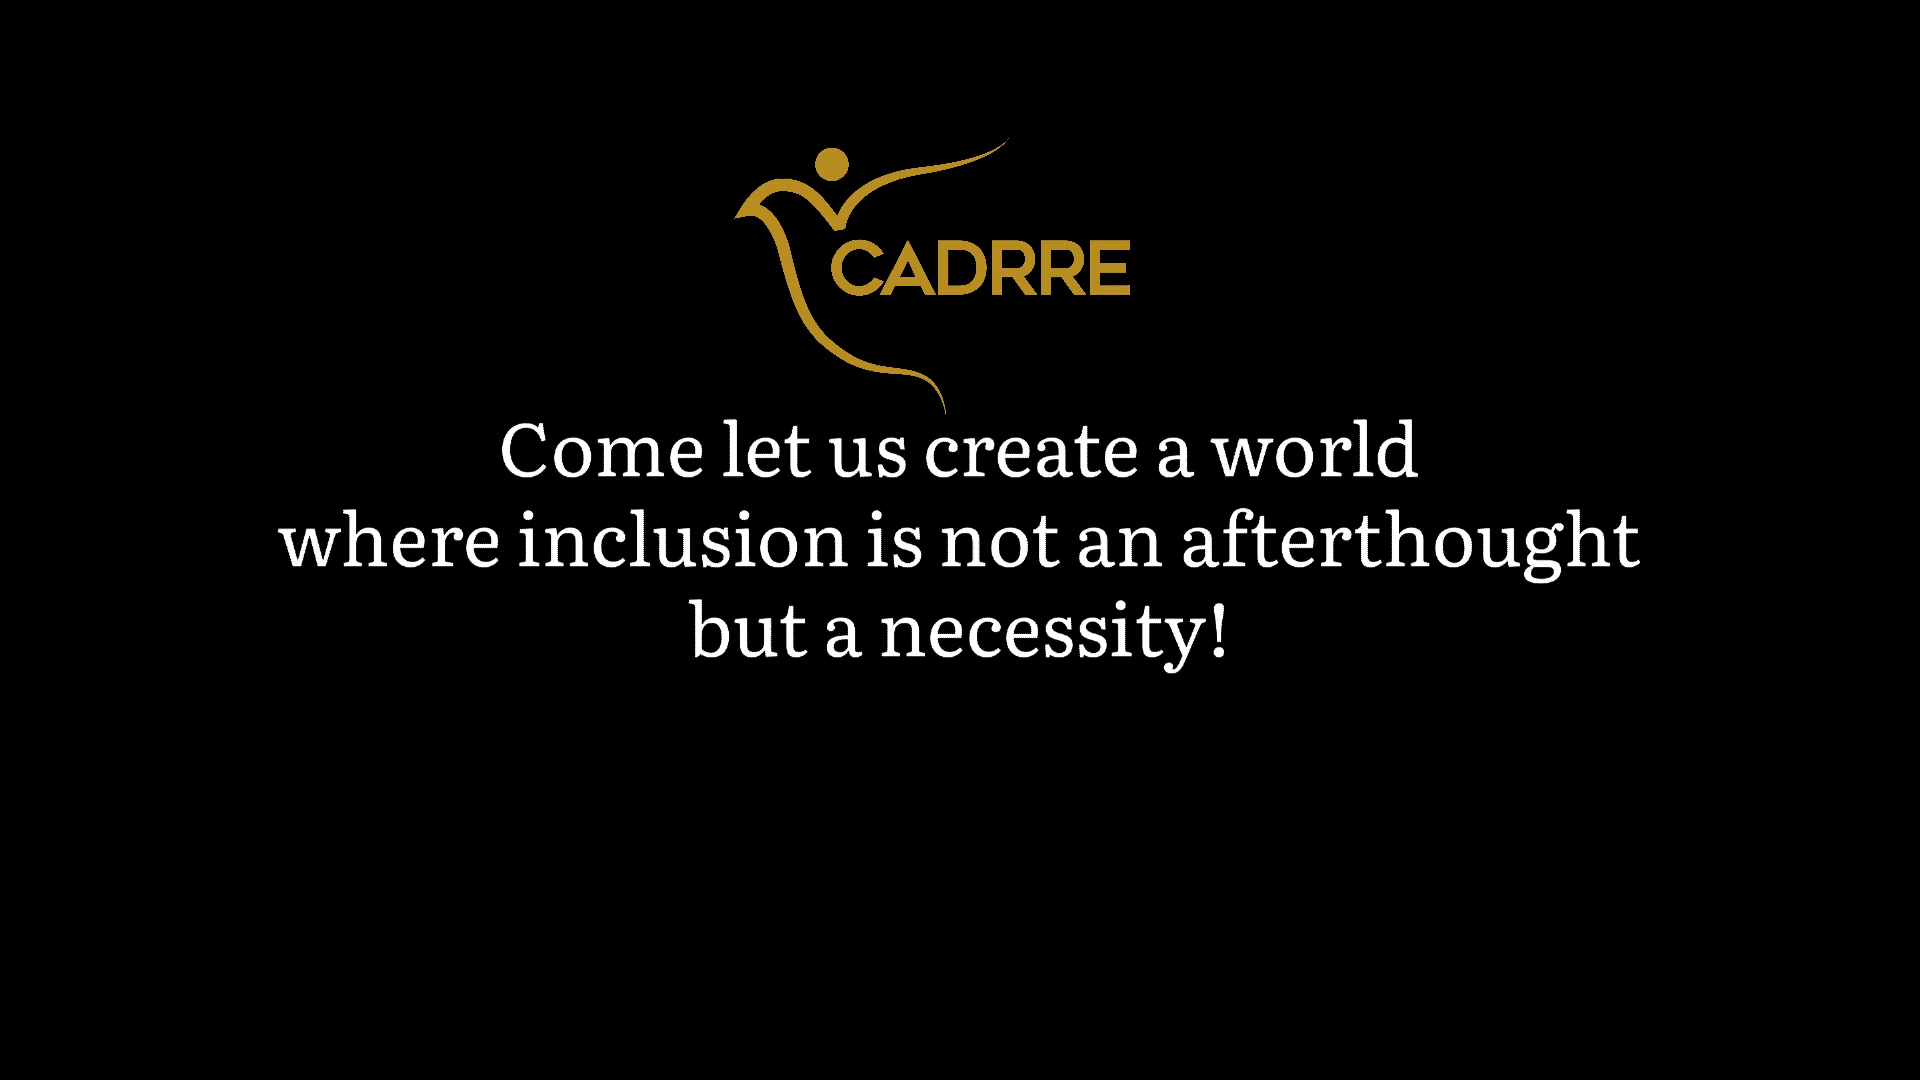 CADRRE
Come let us create a world
where inclusion is not an afterthought
but a necessity!